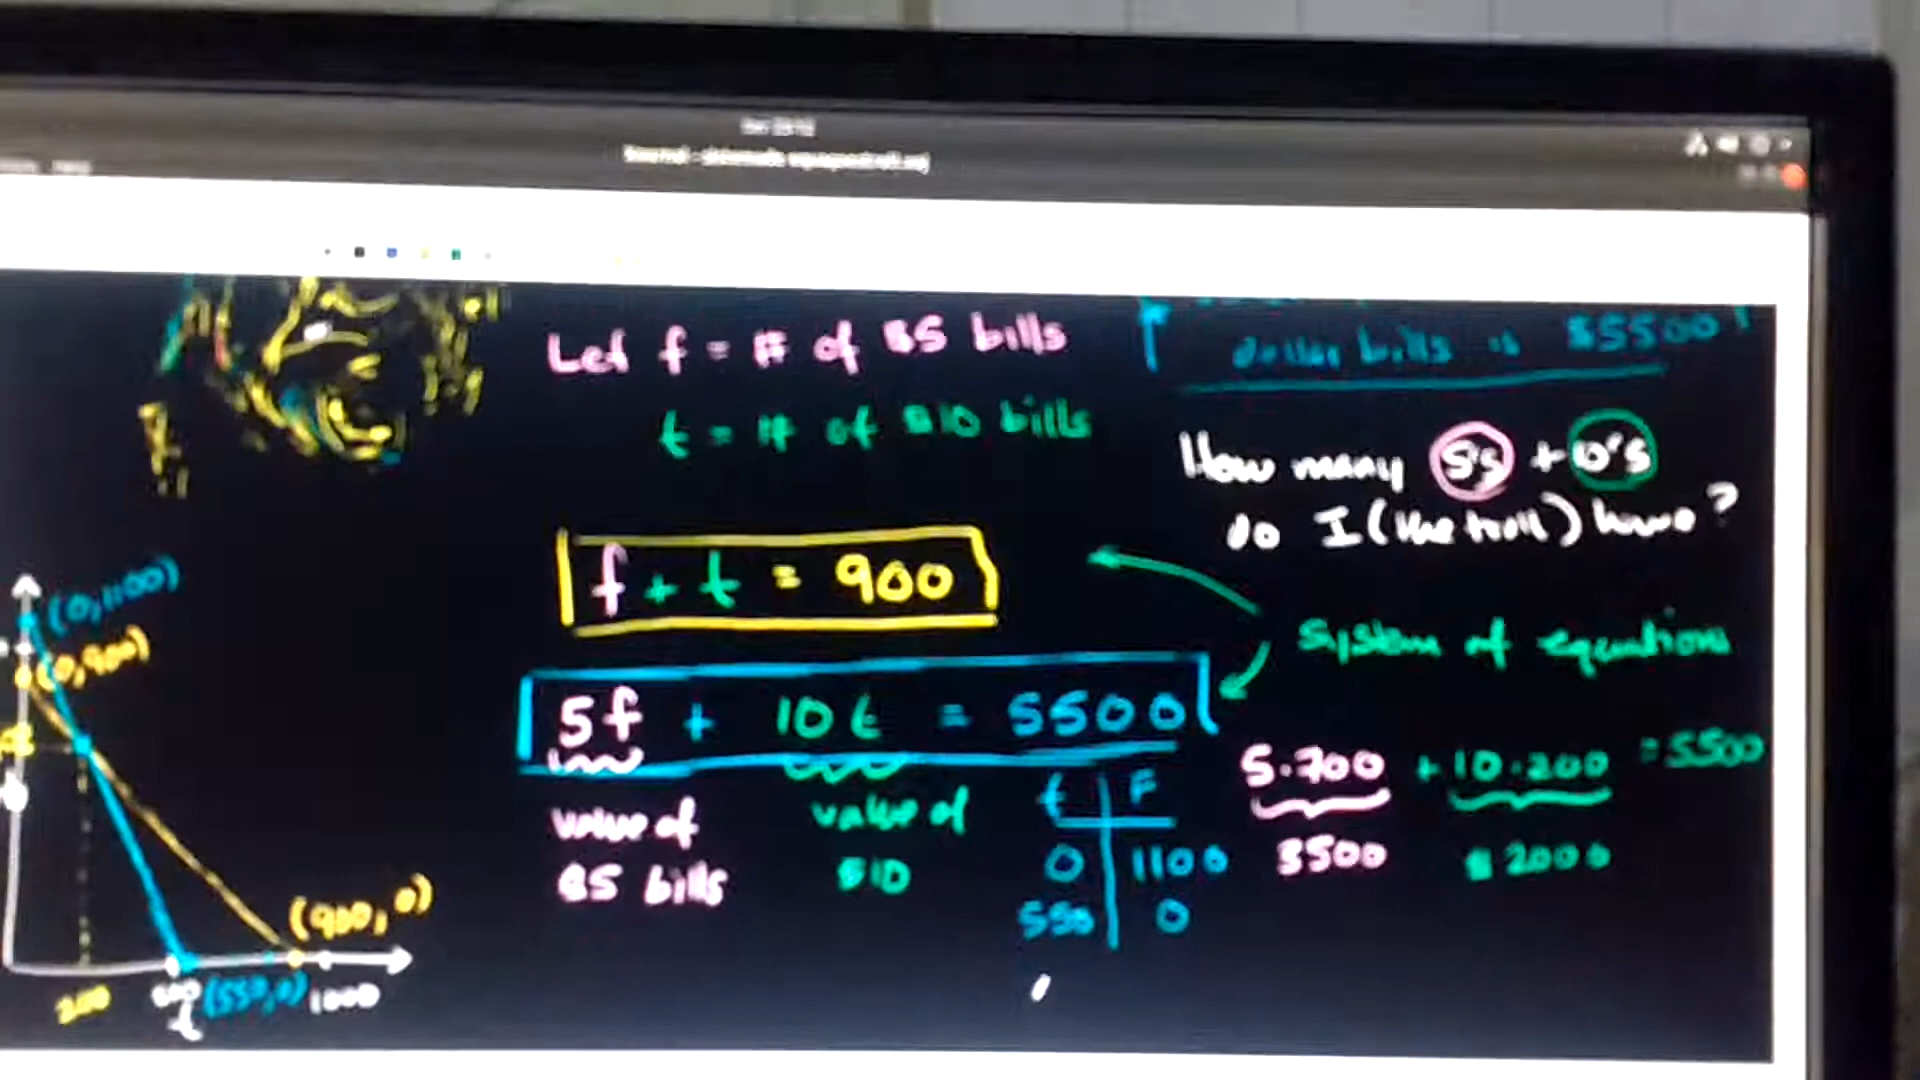 Let f = # of $5 bills
t = # of $10 bills
dollar bills is $5500
How many 5's + 10's
do I (the troll) have?
f + t = 900
System of equations
5f + 10t = 5500
value of
$5 bills
value of
$10
t F
0 1100
550 0
5·700 + 10·200 = 5500
3500 $2000
(0,1100)
(0,900)
(900,0)
200 500 (550,0) 1000
t